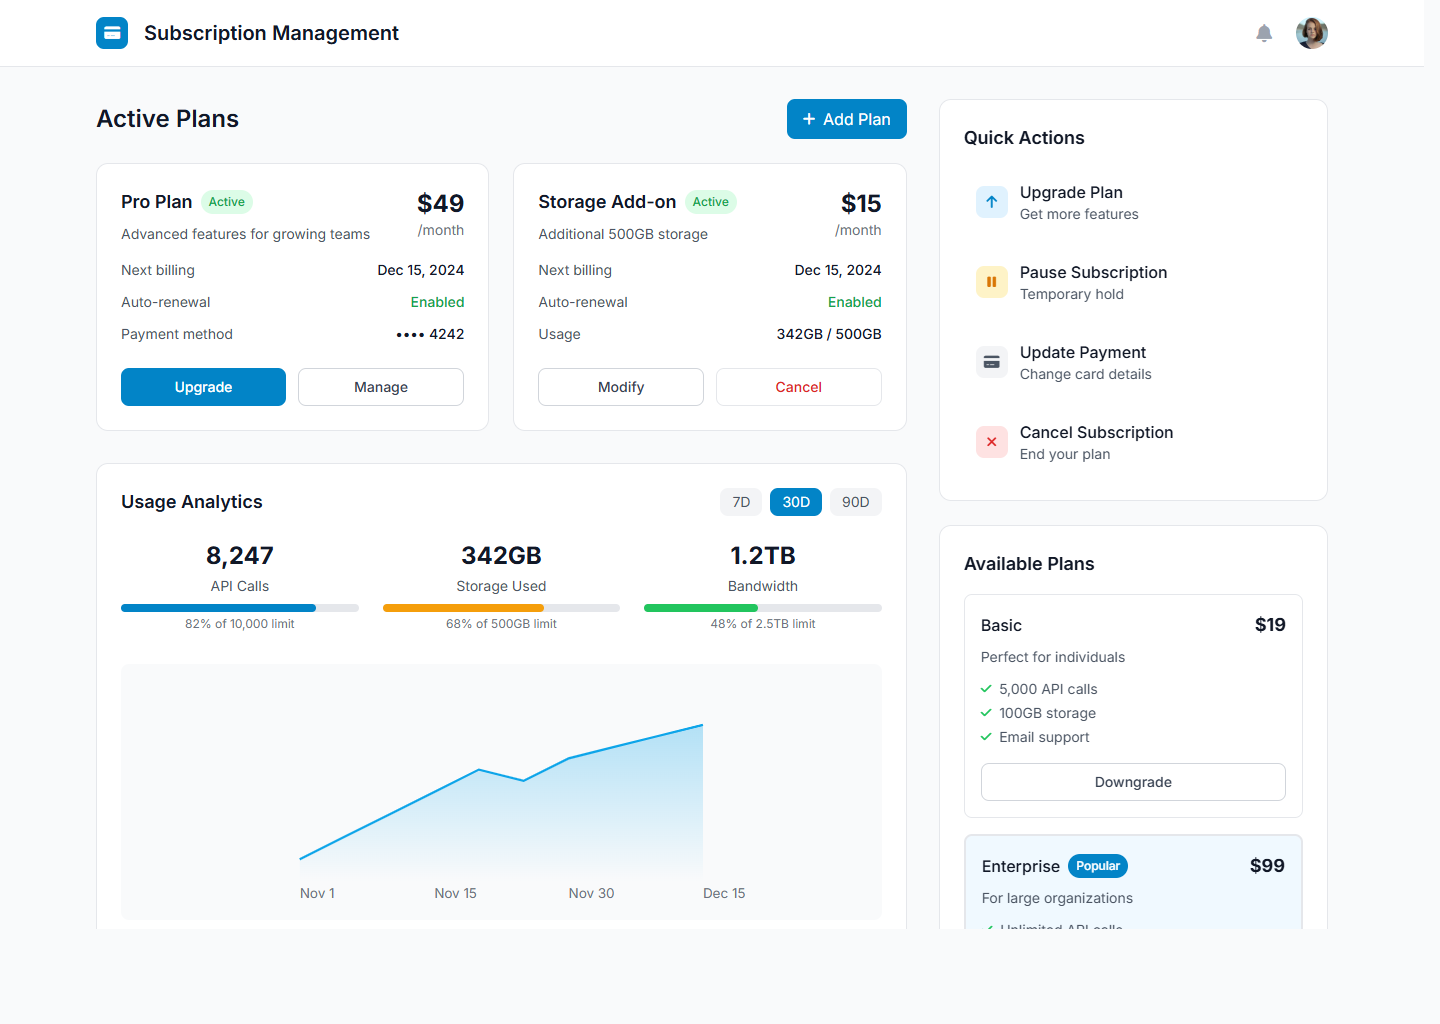 Subscription Management
Active Plans
Add Plan
Pro Plan Active
$49
Advanced features for growing teams
/month
Next billing Dec 15, 2024
Auto-renewal Enabled
Payment method •••• 4242
Upgrade Manage
Storage Add-on Active
$15
Additional 500GB storage
/month
Next billing Dec 15, 2024
Auto-renewal Enabled
Usage 342GB / 500GB
Modify Cancel
Usage Analytics
7D 30D 90D
8,247
API Calls
82% of 10,000 limit
342GB
Storage Used
68% of 500GB limit
1.2TB
Bandwidth
48% of 2.5TB limit
Nov 1 Nov 15 Nov 30 Dec 15
Quick Actions
Upgrade Plan
Get more features
Pause Subscription
Temporary hold
Update Payment
Change card details
Cancel Subscription
End your plan
Available Plans
Basic $19
Perfect for individuals
5,000 API calls
100GB storage
Email support
Downgrade
Enterprise Popular $99
For large organizations
Unlimited API calls